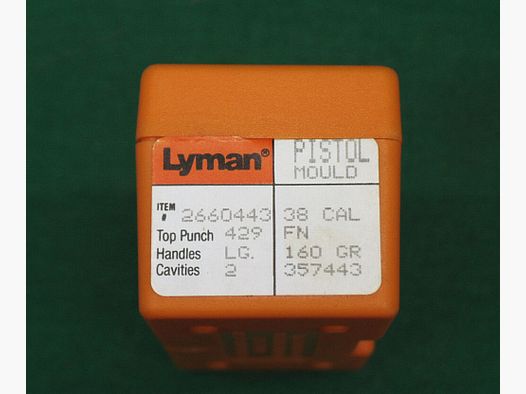 Lyman® PISTOL
MOULD
ITEM # 2660443 38 CAL
Top Punch 429 FN
Handles LG. 160 GR
Cavities 2 357443